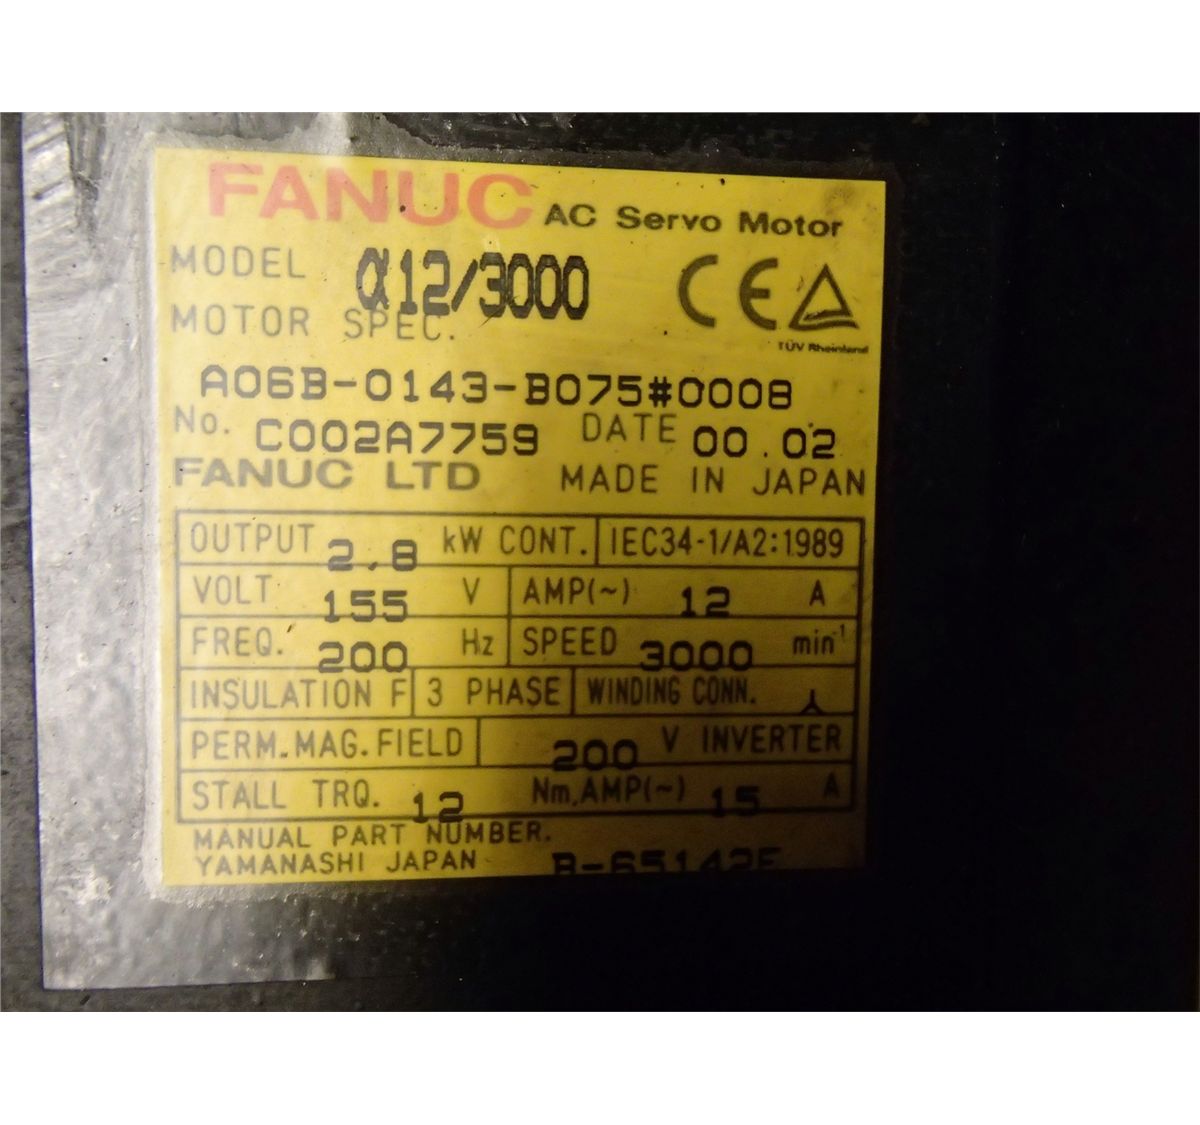 FANUC AC Servo Motor
MODEL α12/3000
CE
TÜV Rheinland
MOTOR SPEC.
A06B-0143-B075#0008
No. C002A7759 DATE 00.02
FANUC LTD MADE IN JAPAN
OUTPUT 2.8 kW CONT. IEC34-1/A2:1989
VOLT 155 V AMP(~) 12 A
FREQ. 200 Hz SPEED 3000 min-1
INSULATION F 3 PHASE WINDING CONN. ⅄
PERM.MAG.FIELD 200 V INVERTER
STALL TRQ. 12 Nm,AMP(~) 15 A
MANUAL PART NUMBER.
YAMANASHI JAPAN B-65142E